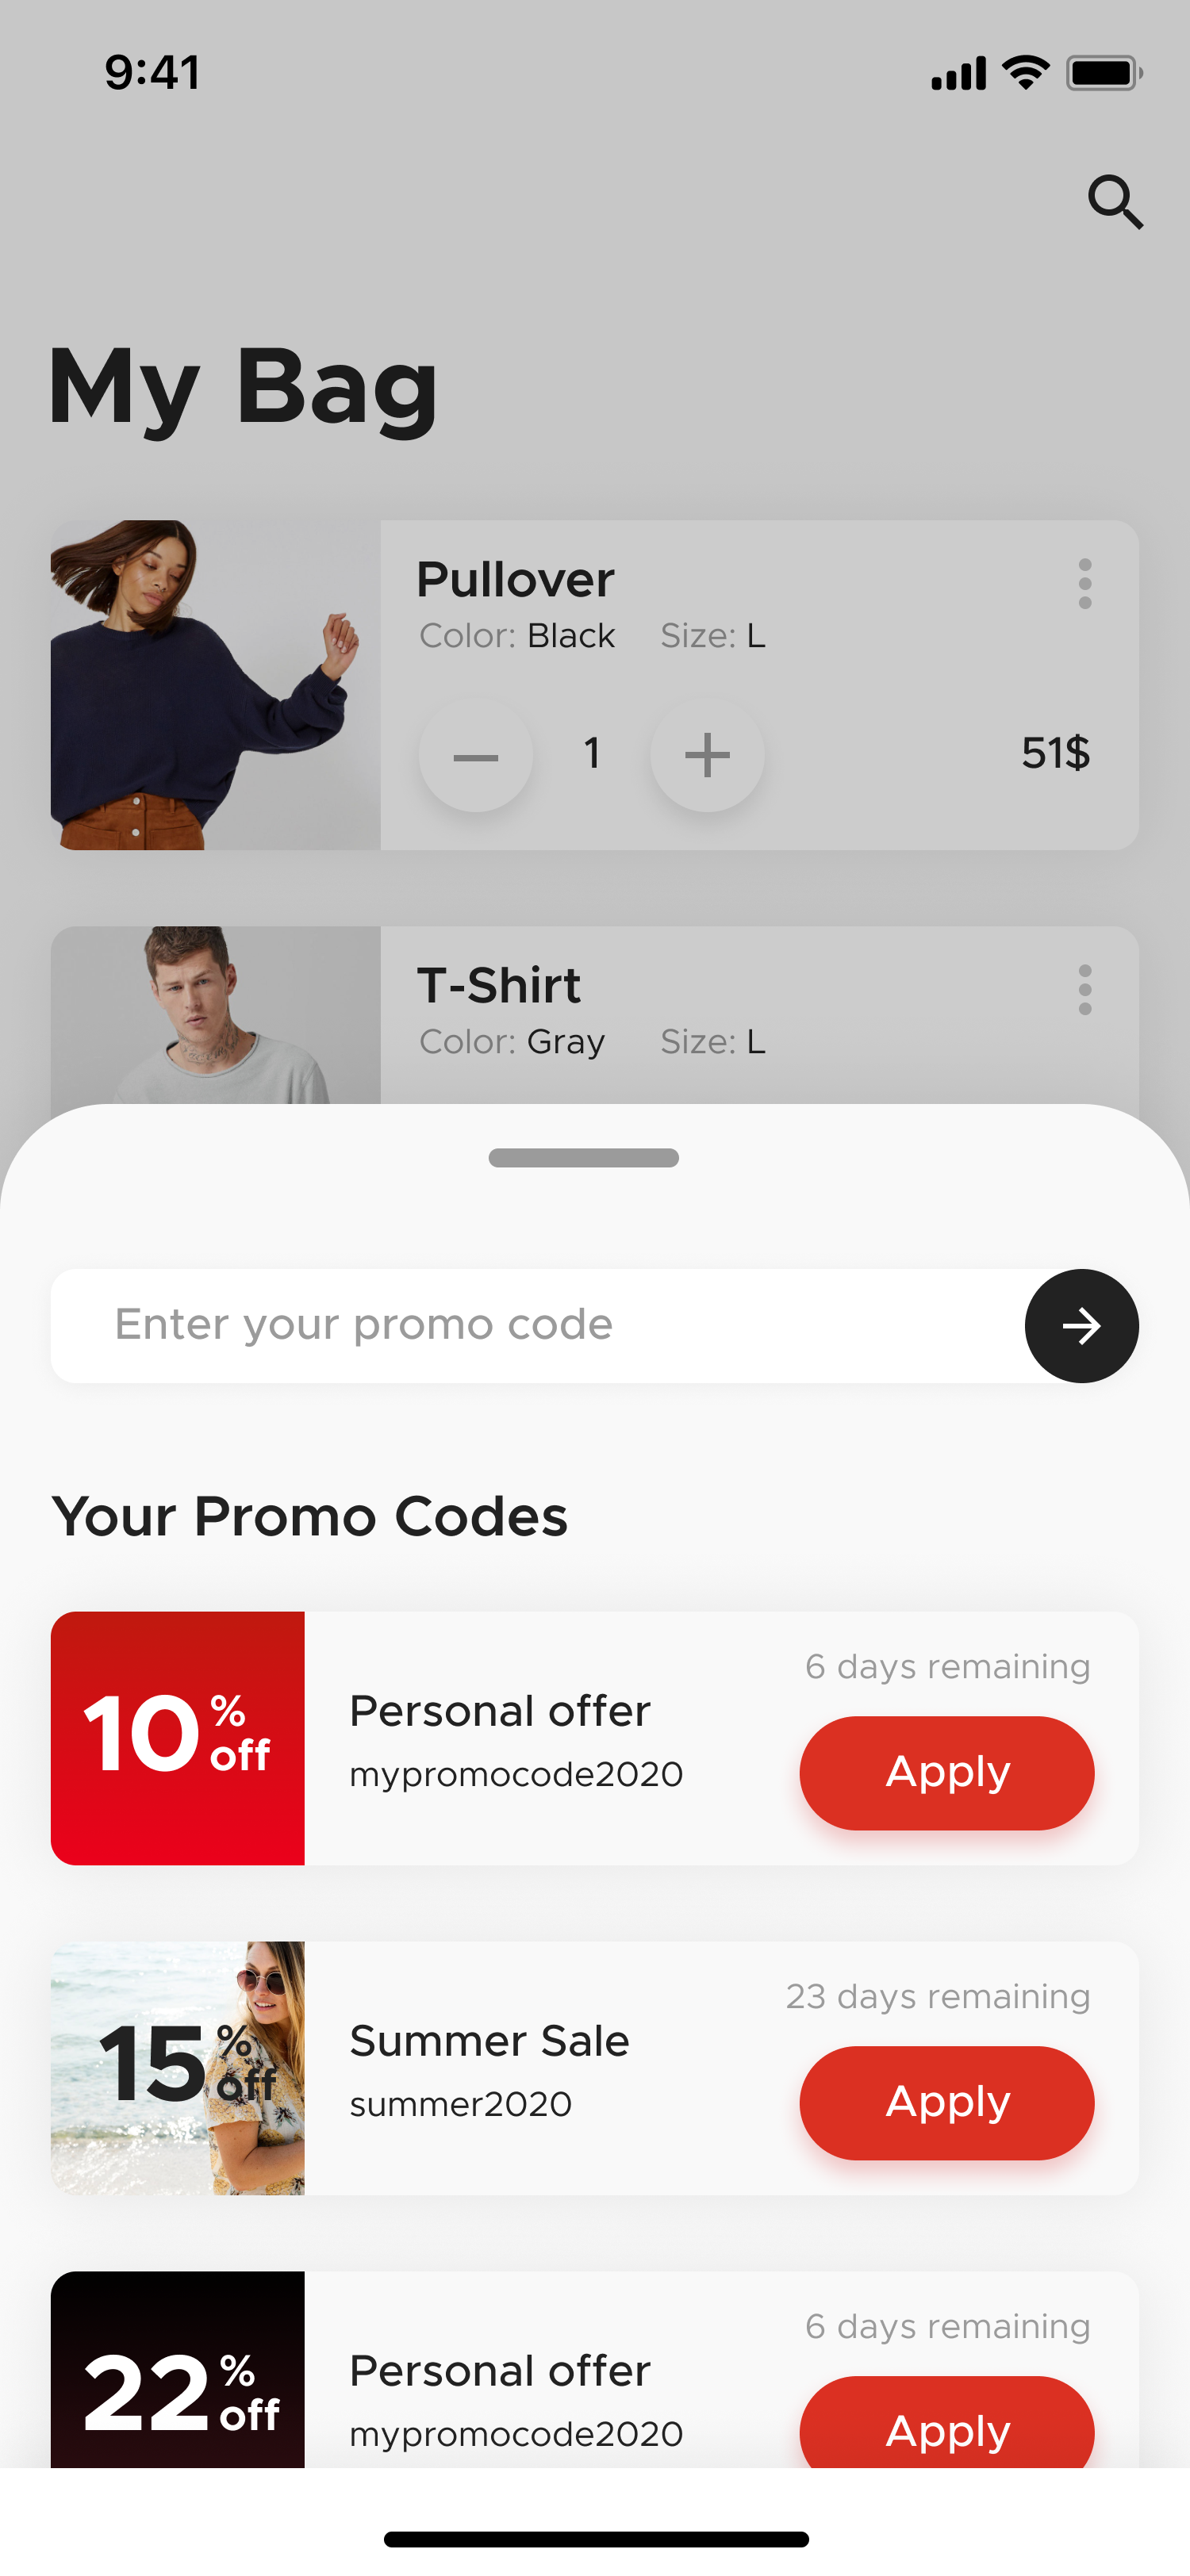 9:41
My Bag
Pullover
Color: Black Size: L
1
51$
T-Shirt
Color: Gray Size: L
Enter your promo code
Your Promo Codes
10 % off
Personal offer
mypromocode2020
6 days remaining
Apply
15 % off
Summer Sale
summer2020
23 days remaining
Apply
22 % off
Personal offer
mypromocode2020
6 days remaining
Apply